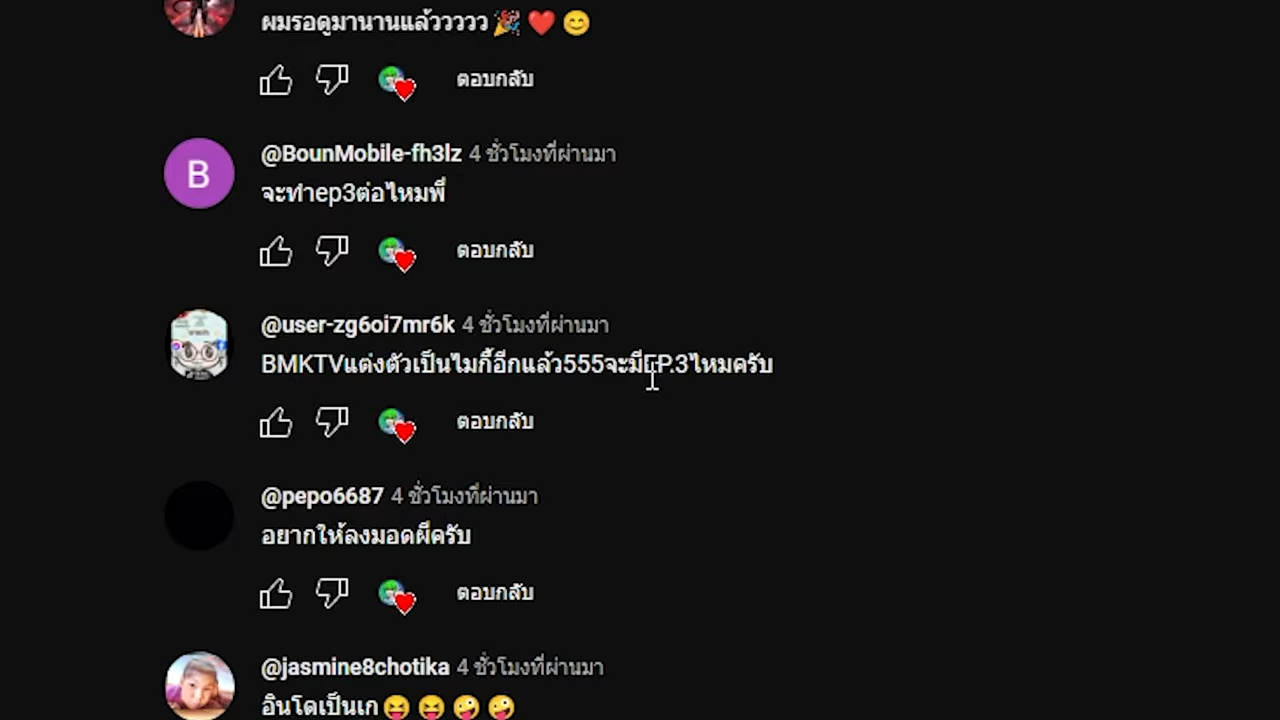 ผมรอดูมานานแล้ววววว🎉❤️😊
ตอบกลับ
B
@BounMobile-fh3lz 4 ชั่วโมงที่ผ่านมา
จะทำep3ต่อไหมพี่
ตอบกลับ
@user-zg6oi7mr6k 4 ชั่วโมงที่ผ่านมา
BMKTVแต่งตัวเป็นไมกี้อีกแล้ว555จะมีEP.3ไหมครับ
ตอบกลับ
@pepo6687 4 ชั่วโมงที่ผ่านมา
อยากให้ลงมอดผีครับ
ตอบกลับ
@jasmine8chotika 4 ชั่วโมงที่ผ่านมา
อินโดเป็นเก😝😝🤪🤪